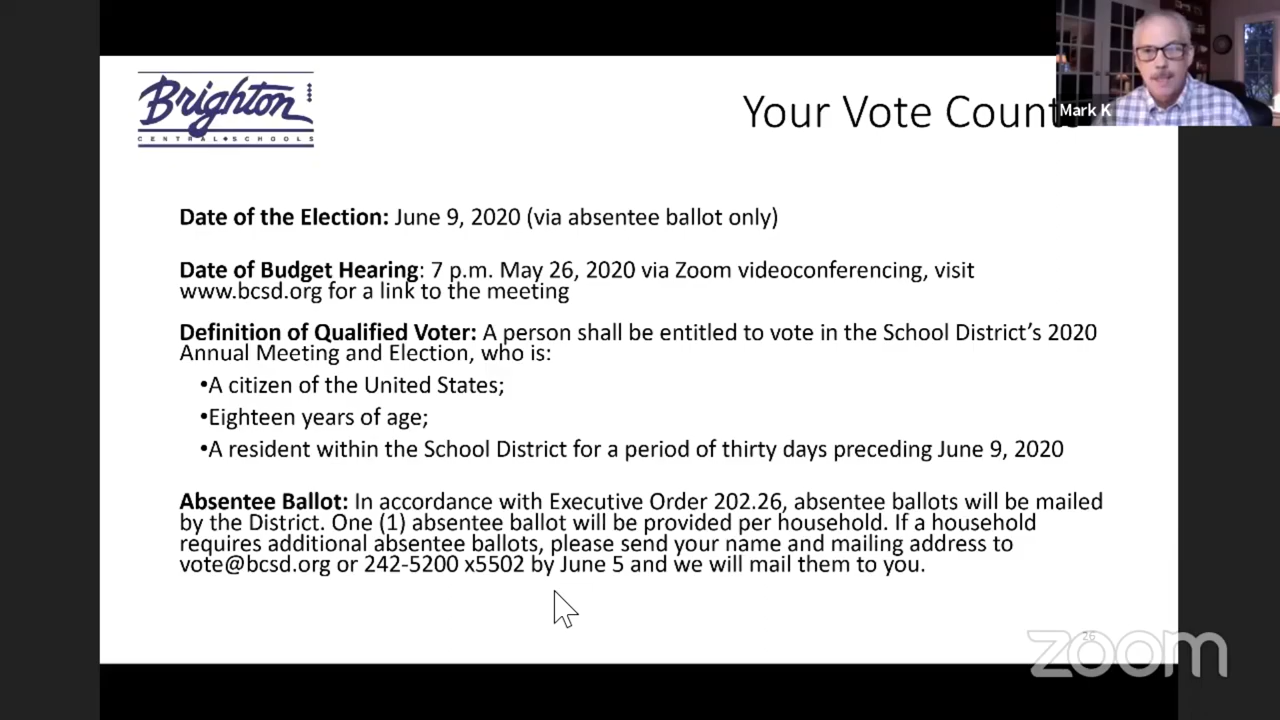 Brighton
CENTRAL SCHOOLS
Your Vote Count
Mark K
Date of the Election: June 9, 2020 (via absentee ballot only)
Date of Budget Hearing: 7 p.m. May 26, 2020 via Zoom videoconferencing, visit
www.bcsd.org for a link to the meeting
Definition of Qualified Voter: A person shall be entitled to vote in the School District's 2020
Annual Meeting and Election, who is:
•A citizen of the United States;
•Eighteen years of age;
•A resident within the School District for a period of thirty days preceding June 9, 2020
Absentee Ballot: In accordance with Executive Order 202.26, absentee ballots will be mailed
by the District. One (1) absentee ballot will be provided per household. If a household
requires additional absentee ballots, please send your name and mailing address to
vote@bcsd.org or 242-5200 x5502 by June 5 and we will mail them to you.
26
zoom